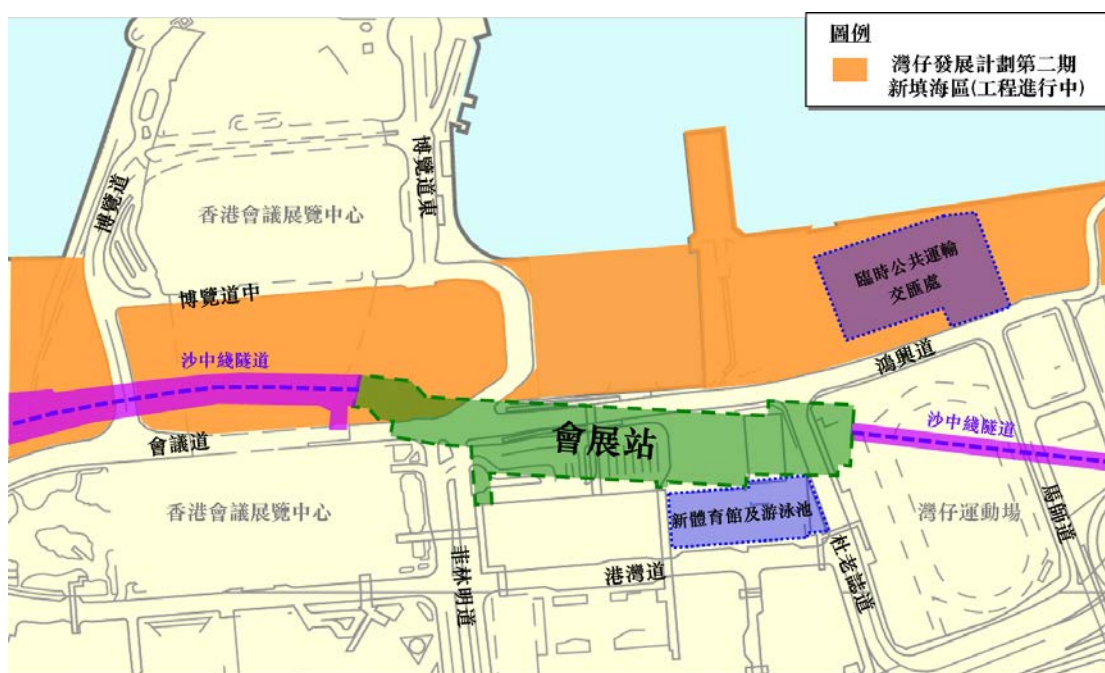 圖例
灣仔發展計劃第二期
新填海區(工程進行中)
博覽道
博覽道東
香港會議展覽中心
臨時公共運輸
交匯處
博覽道中
沙中綫隧道
鴻興道
會議道
會展站
沙中綫隧道
香港會議展覽中心
新體育館及游泳池
灣仔運動場
馬師道
菲林明道
港灣道
杜老誌道